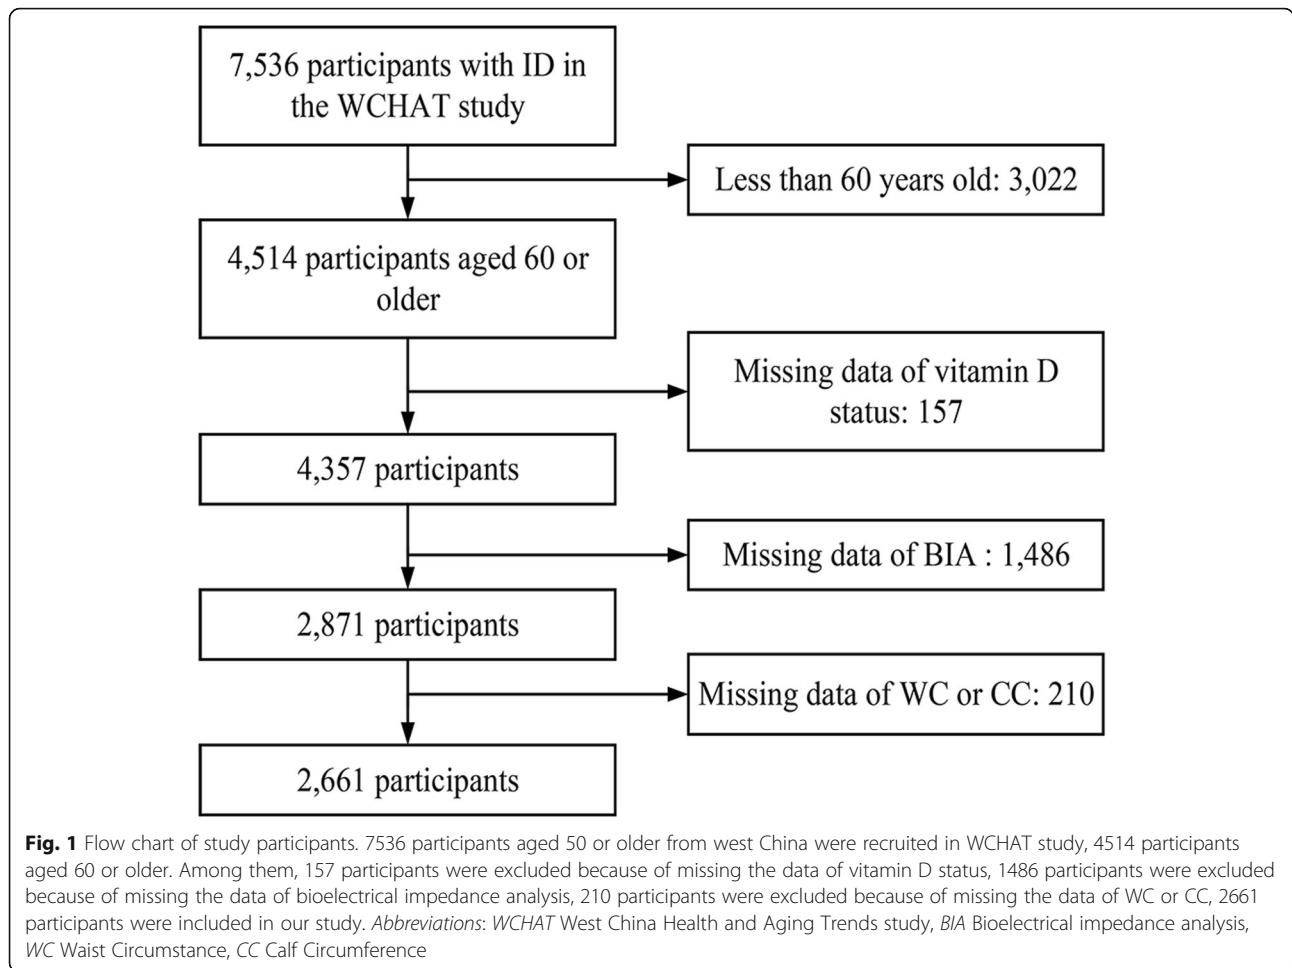 7,536 participants with ID in
the WCHAT study
Less than 60 years old: 3,022
4,514 participants aged 60 or
older
Missing data of vitamin D
status: 157
4,357 participants
Missing data of BIA : 1,486
2,871 participants
Missing data of WC or CC: 210
2,661 participants
Fig. 1 Flow chart of study participants. 7536 participants aged 50 or older from west China were recruited in WCHAT study, 4514 participants
aged 60 or older. Among them, 157 participants were excluded because of missing the data of vitamin D status, 1486 participants were excluded
because of missing the data of bioelectrical impedance analysis, 210 participants were excluded because of missing the data of WC or CC, 2661
participants were included in our study. Abbreviations: WCHAT West China Health and Aging Trends study, BIA Bioelectrical impedance analysis,
WC Waist Circumstance, CC Calf Circumference